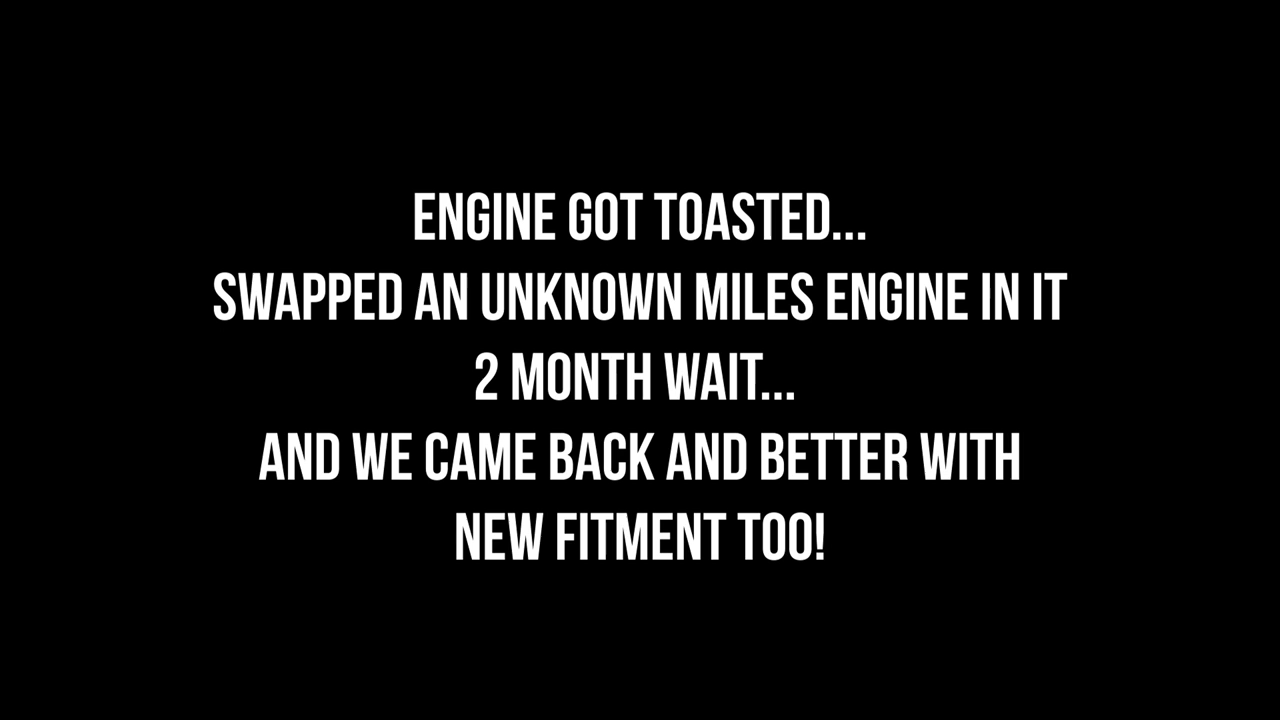 ENGINE GOT TOASTED...
SWAPPED AN UNKNOWN MILES ENGINE IN IT
2 MONTH WAIT...
AND WE CAME BACK AND BETTER WITH
NEW FITMENT TOO!